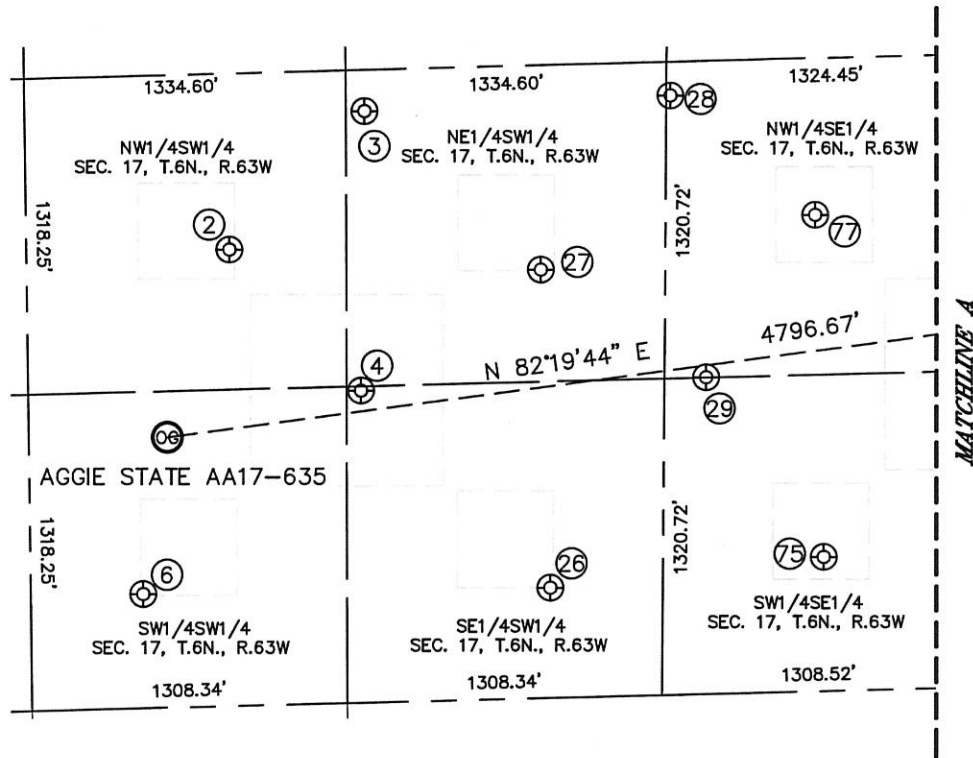 1334.60'
1334.60'
1324.45'
28
3
NW1/4SW1/4
SEC. 17, T.6N., R.63W
NE1/4SW1/4
SEC. 17, T.6N., R.63W
NW1/4SE1/4
SEC. 17, T.6N., R.63W
1318.25'
2
27
1320.72'
77
4
N 82°19'44" E
4796.67'
29
MATCHLINE A
AGGIE STATE AA17-635
1318.25'
6
26
1320.72'
75
SW1/4SW1/4
SEC. 17, T.6N., R.63W
SE1/4SW1/4
SEC. 17, T.6N., R.63W
SW1/4SE1/4
SEC. 17, T.6N., R.63W
1308.34'
1308.34'
1308.52'